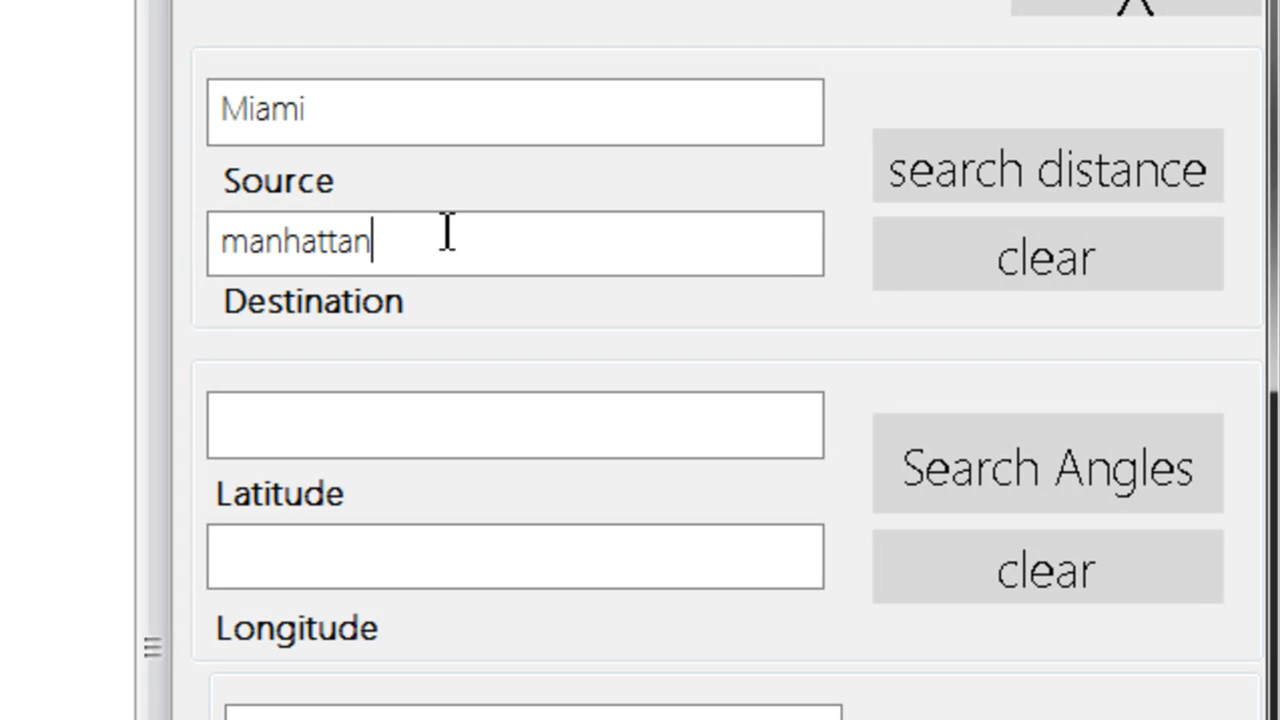 Miami
Source
search distance
manhattan
clear
Destination
Latitude
Search Angles
Longitude
clear